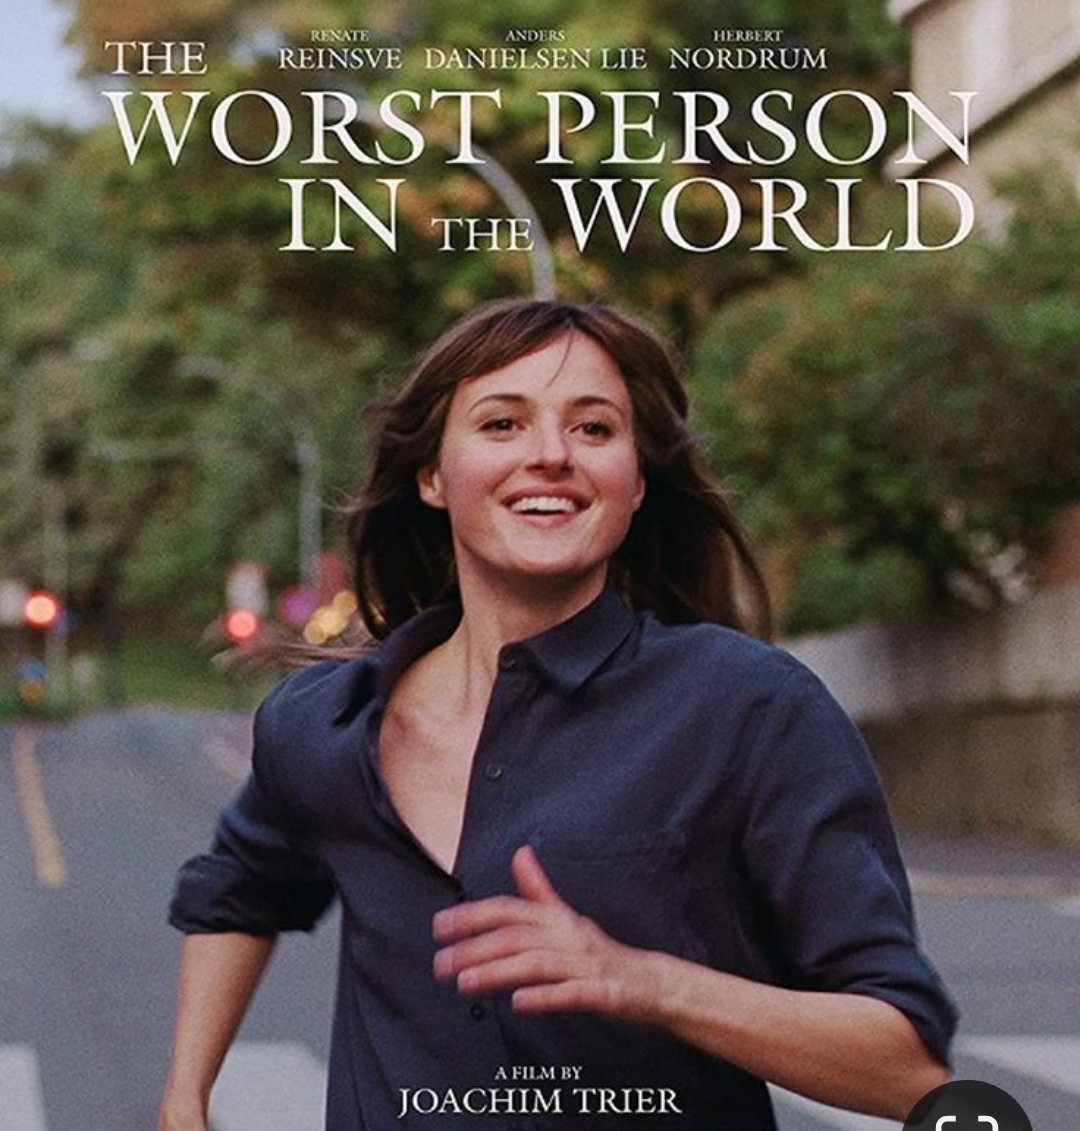 RENATE REINSVE
ANDERS DANIELSEN LIE
HERBERT NORDRUM
THE
WORST PERSON
IN THE WORLD
A FILM BY
JOACHIM TRIER